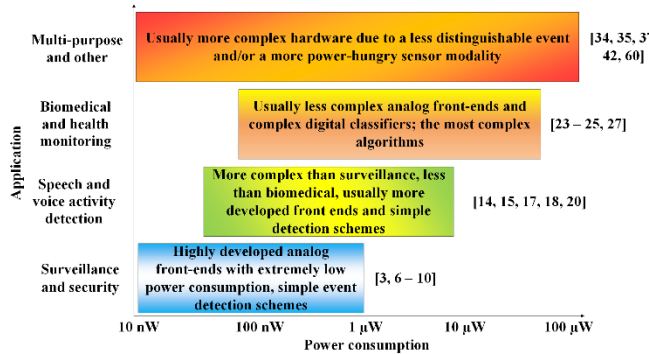 Multi-purpose
and other
Usually more complex hardware due to a less distinguishable event
and/or a more power-hungry sensor modality
[34, 35,
42, 60]
Biomedical
and health
monitoring
Usually less complex analog front-ends and
complex digital classifiers; the most complex
algorithms
[23 – 25, 27]
Application
Speech and
voice activity
detection
More complex than surveillance, less
than biomedical, usually more
developed front ends and simple
detection schemes
[14, 15, 17, 18, 20]
Surveillance
and security
Highly developed analog
front-ends with extremely low
power consumption, simple event
detection schemes
[3, 6 – 10]
10 nW
100 nW
1 µW
10 µW
100 µW
Power consumption